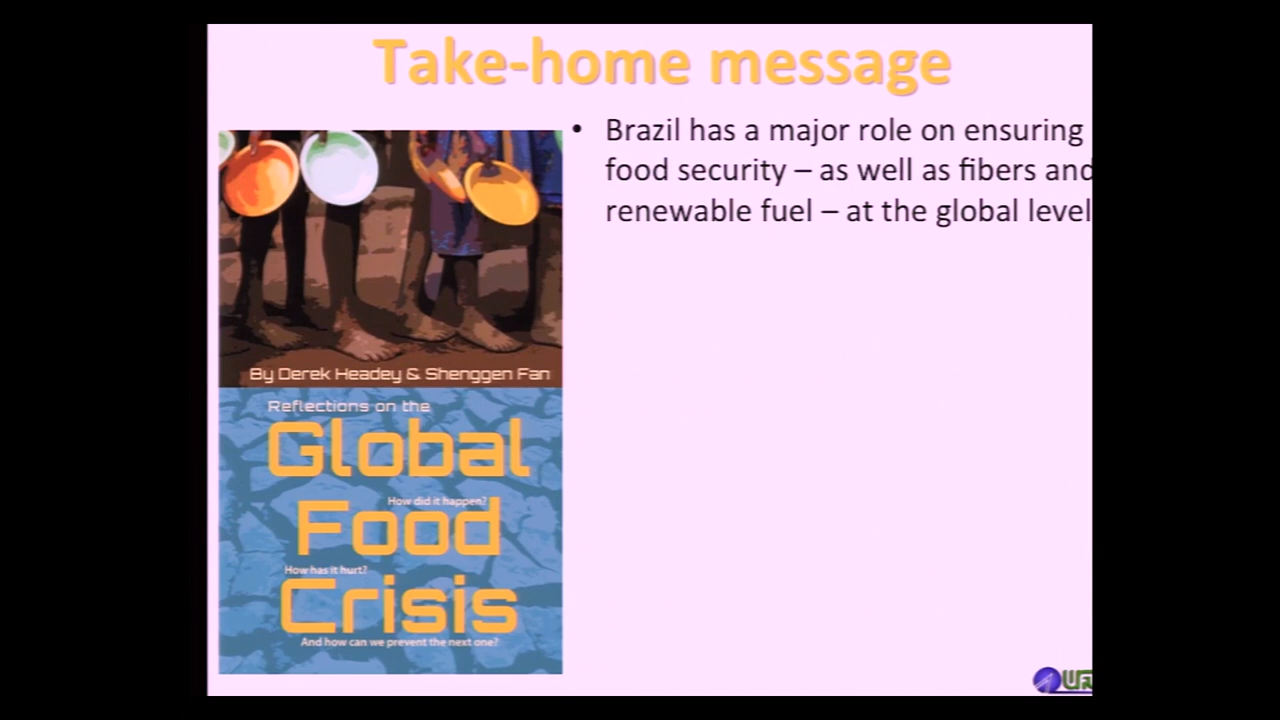 Take-home message
• Brazil has a major role on ensuring
food security – as well as fibers and
renewable fuel – at the global level
By Derek Headey & Shenggen Fan
Reflections on the
Global
How did it happen?
Food
How has it hurt?
Crisis
And how can we prevent the next one?